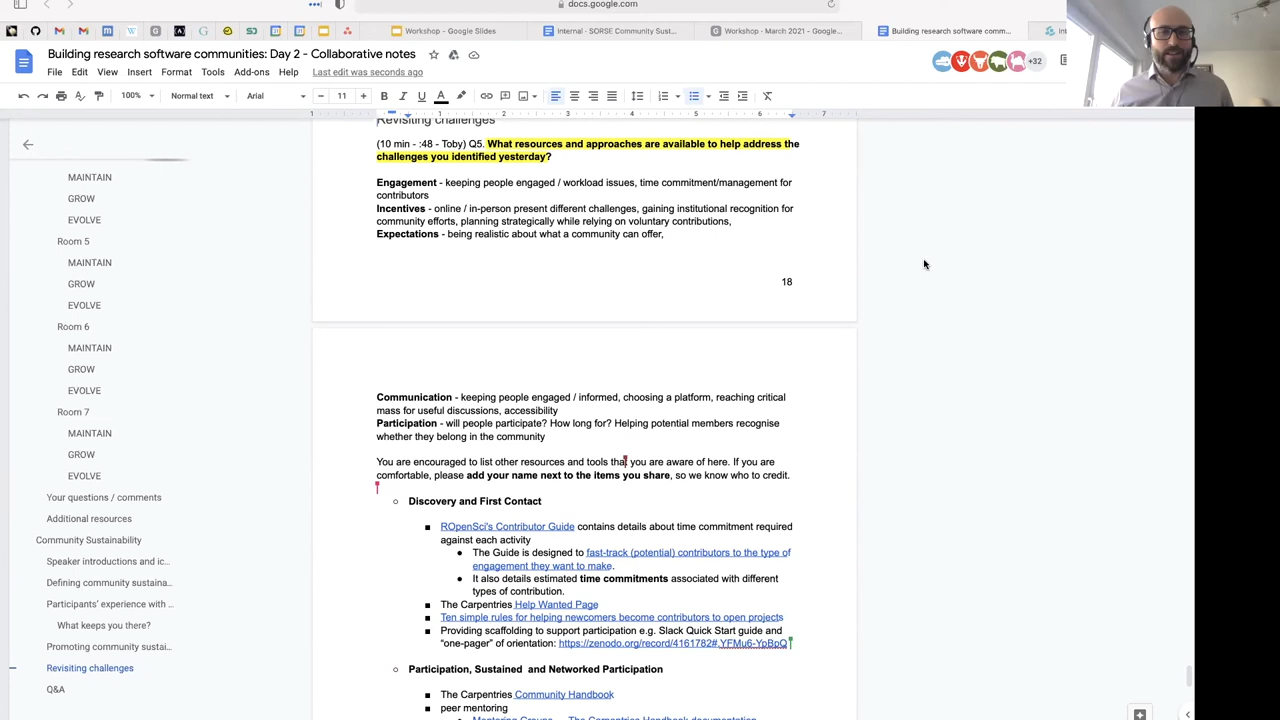 docs.google.com
Workshop - Google Slides
Internal · SORSE Community Sust...
Workshop – March 2021 - Google...
Building research software comm...
Int
Building research software communities: Day 2 - Collaborative notes
+32
File Edit View Insert Format Tools Add-ons Help Last edit was seconds ago
100% Normal text Arial 11 B I U A
1 1 2 3 4 5 6 7
Revisiting challenges
(10 min - :48 - Toby) Q5. What resources and approaches are available to help address the
challenges you identified yesterday?
Engagement - keeping people engaged / workload issues, time commitment/management for
contributors
Incentives - online / in-person present different challenges, gaining institutional recognition for
community efforts, planning strategically while relying on voluntary contributions,
Expectations - being realistic about what a community can offer,
18
Communication - keeping people engaged / informed, choosing a platform, reaching critical
mass for useful discussions, accessibility
Participation - will people participate? How long for? Helping potential members recognise
whether they belong in the community
You are encouraged to list other resources and tools that you are aware of here. If you are
comfortable, please add your name next to the items you share, so we know who to credit.
Discovery and First Contact
ROpenSci's Contributor Guide contains details about time commitment required
against each activity
The Guide is designed to fast-track (potential) contributors to the type of
engagement they want to make.
It also details estimated time commitments associated with different
types of contribution.
The Carpentries Help Wanted Page
Ten simple rules for helping newcomers become contributors to open projects
Providing scaffolding to support participation e.g. Slack Quick Start guide and
“one-pager” of orientation: https://zenodo.org/record/4161782#.YFMu6-YpBpQ
Participation, Sustained and Networked Participation
The Carpentries Community Handbook
peer mentoring
Mentoring Groups — The Carpentries Handbook documentation
MAINTAIN
GROW
EVOLVE
Room 5
MAINTAIN
GROW
EVOLVE
Room 6
MAINTAIN
GROW
EVOLVE
Room 7
MAINTAIN
GROW
EVOLVE
Your questions / comments
Additional resources
Community Sustainability
Speaker introductions and ic...
Defining community sustaina...
Participants' experience with ...
What keeps you there?
Promoting community sustai...
Revisiting challenges
Q&A